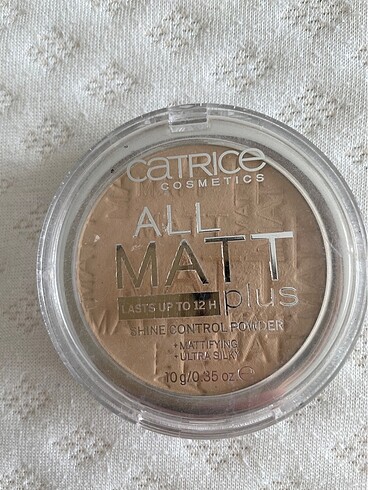 CATRICE
COSMETICS
ALL
MATT
plus
LASTS UP TO 12 H
SHINE CONTROL POWDER
• MATTIFYING
• ULTRA SILKY
10 g/0.35 oz ℮